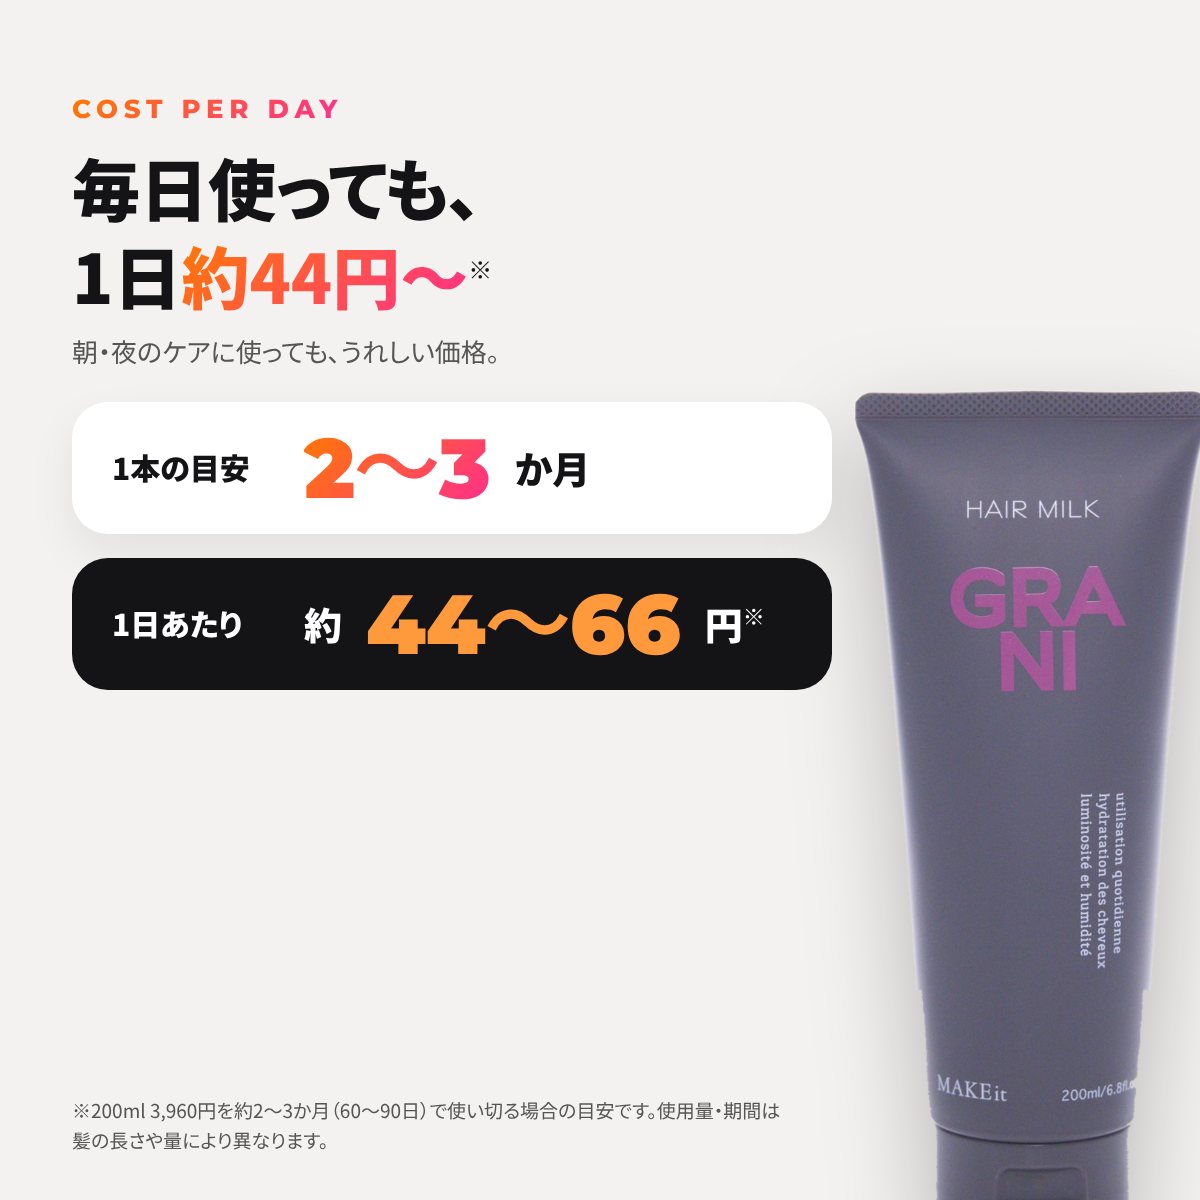 COST PER DAY
毎日使っても、
1日約44円〜※
朝・夜のケアに使っても、うれしい価格。
1本の目安 2〜3 か月
1日あたり 約 44〜66 円※
HAIR MILK
GRA
NI
utilisation quotidienne
hydratation des cheveux
luminosité et humidité
MAKEit
200ml/6.8fl.
※200ml 3,960円を約2〜3か月（60〜90日）で使い切る場合の目安です。使用量・期間は
髪の長さや量により異なります。